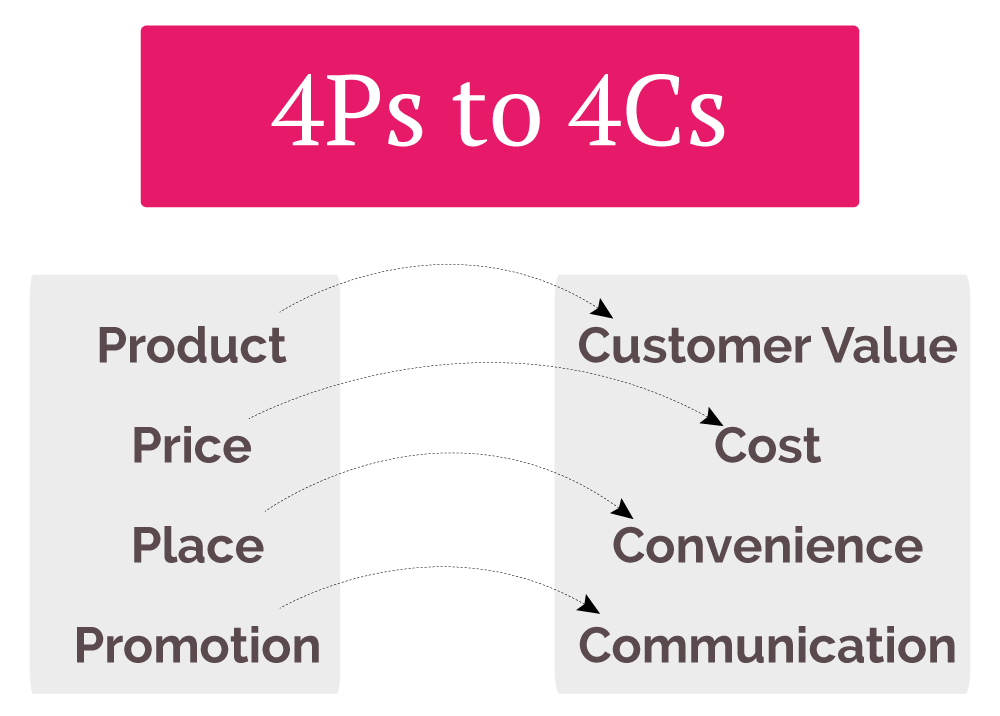 4Ps to 4Cs
Product
Customer Value
Price
Cost
Place
Convenience
Promotion
Communication